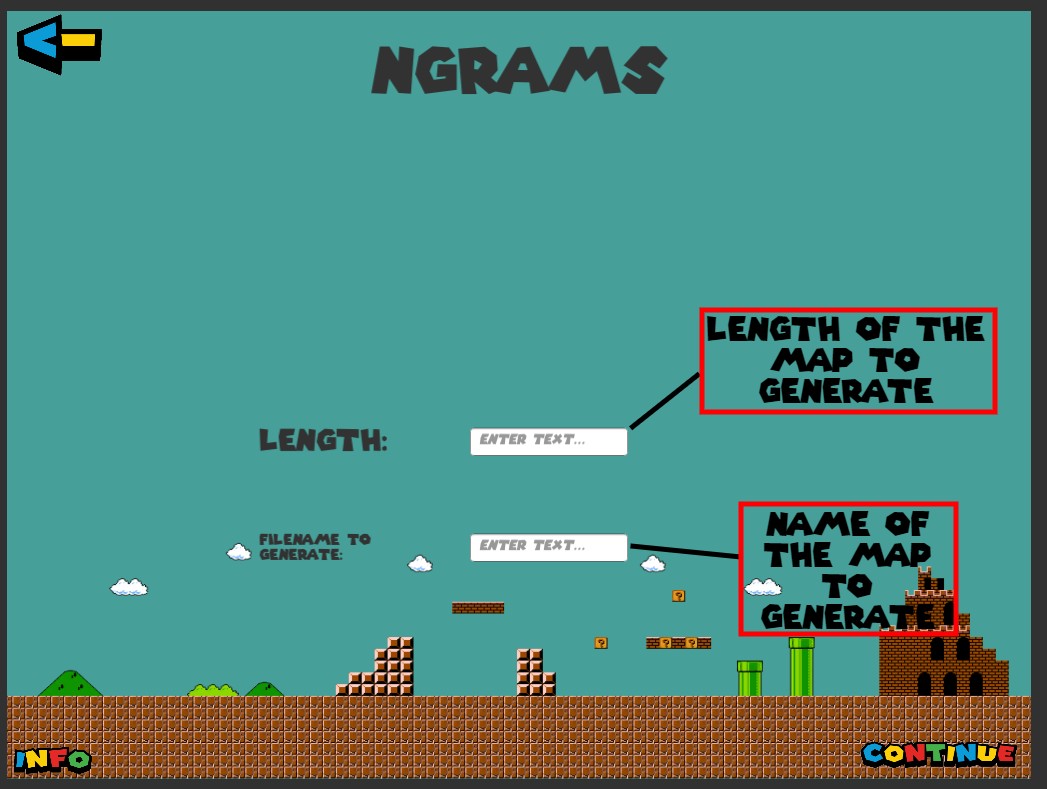 NGRAMS
LENGTH OF THE
MAP TO
GENERATE
LENGTH:
ENTER TEXT...
NAME OF
THE MAP
TO
GENERATE
FILENAME TO
GENERATE:
ENTER TEXT...
?
?
? ?
INFO
CONTINUE